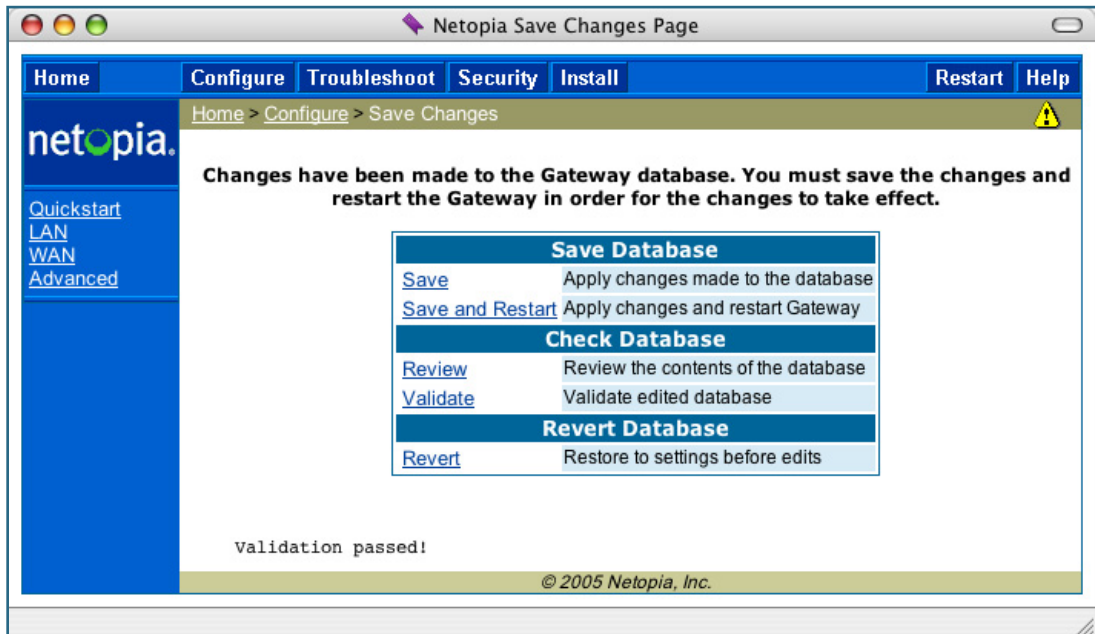 Netopia Save Changes Page
Home Configure Troubleshoot Security Install Restart Help
netopia.
Home > Configure > Save Changes
Quickstart
LAN
WAN
Advanced
Changes have been made to the Gateway database. You must save the changes and
restart the Gateway in order for the changes to take effect.
Save Database
Save Apply changes made to the database
Save and Restart Apply changes and restart Gateway
Check Database
Review Review the contents of the database
Validate Validate edited database
Revert Database
Revert Restore to settings before edits
Validation passed!
© 2005 Netopia, Inc.